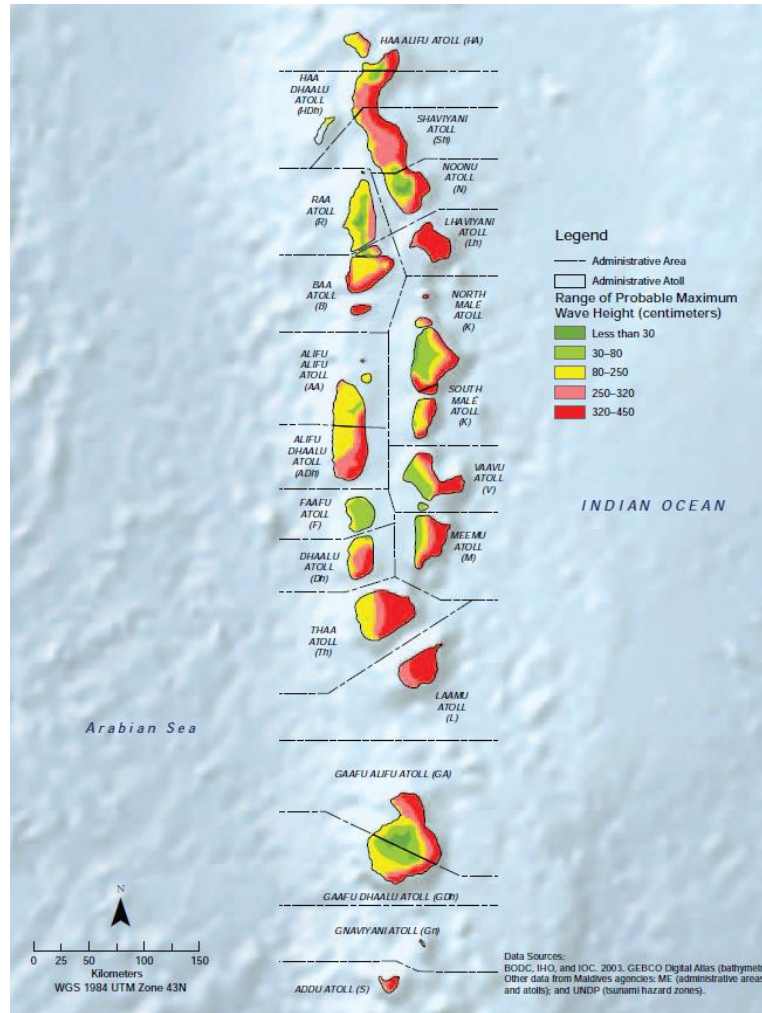 HAA ALIFU ATOLL (HA)
HAA
DHAALU
ATOLL
(HDh)
SHAVIYANI
ATOLL
(Sh)
NOONU
ATOLL
(N)
RAA
ATOLL
(R)
LHAVIYANI
ATOLL
(Lh)
BAA
ATOLL
(B)
NORTH
MALE
ATOLL
(K)
ALIFU
ALIFU
ATOLL
(AA)
SOUTH
MALÉ
ATOLL
(K)
ALIFU
DHAALU
ATOLL
(ADh)
VAAVU
ATOLL
(V)
FAAFU
ATOLL
(F)
MEEMU
ATOLL
(M)
DHAALU
ATOLL
(Dh)
THAA
ATOLL
(Th)
LAAMU
ATOLL
(L)
GAAFU ALIFU ATOLL (GA)
GAAFU DHAALU ATOLL (GDh)
GNAVIYANI ATOLL (Gn)
ADDU ATOLL (S)
INDIAN OCEAN
Arabian Sea
Legend
Administrative Area
Administrative Atoll
Range of Probable Maximum
Wave Height (centimeters)
Less than 30
30–80
80–250
250–320
320–450
N
0 25 50 100 150
Kilometers
WGS 1984 UTM Zone 43N
Data Sources:
BODC, IHO, and IOC. 2003. GEBCO Digital Atlas (bathymetr
Other data from Maldives agencies: ME (administrative areas
and atolls); and UNDP (tsunami hazard zones).